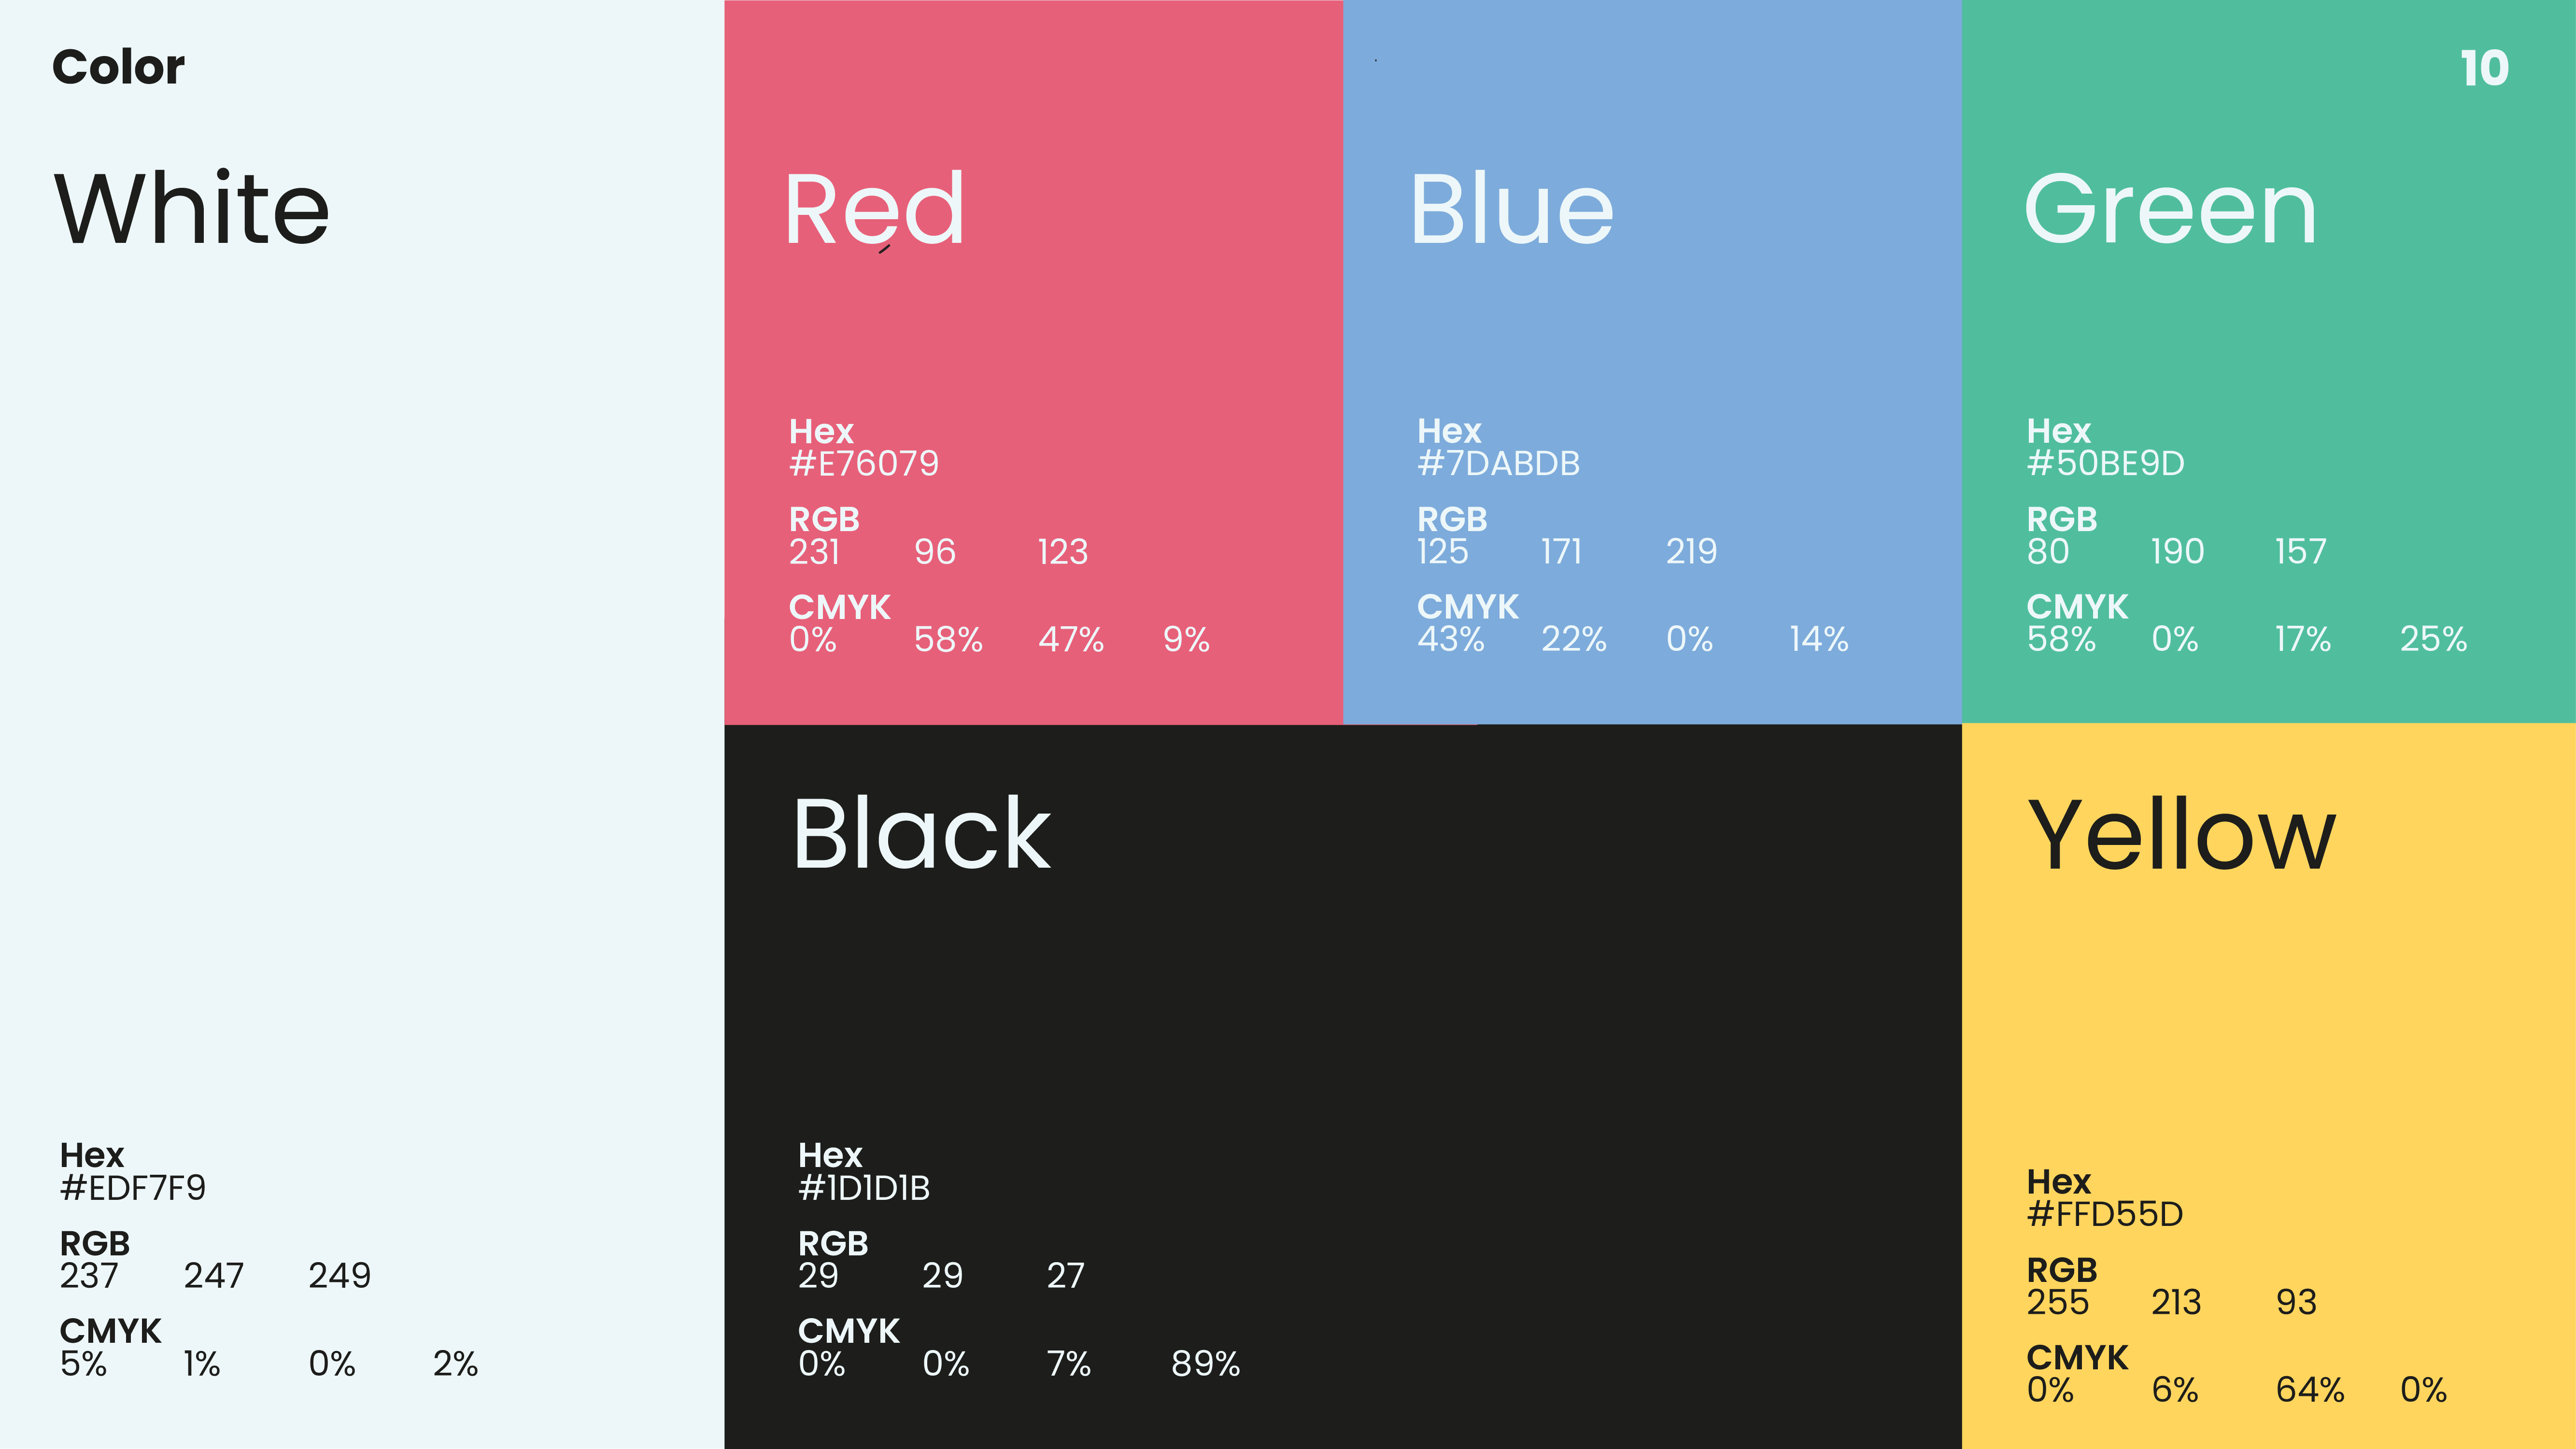 Color
10
White
Hex
#EDF7F9
RGB
237 247 249
CMYK
5% 1% 0% 2%
Red
Hex
#E76079
RGB
231 96 123
CMYK
0% 58% 47% 9%
Blue
Hex
#7DABDB
RGB
125 171 219
CMYK
43% 22% 0% 14%
Green
Hex
#50BE9D
RGB
80 190 157
CMYK
58% 0% 17% 25%
Black
Hex
#1D1D1B
RGB
29 29 27
CMYK
0% 0% 7% 89%
Yellow
Hex
#FFD55D
RGB
255 213 93
CMYK
0% 6% 64% 0%